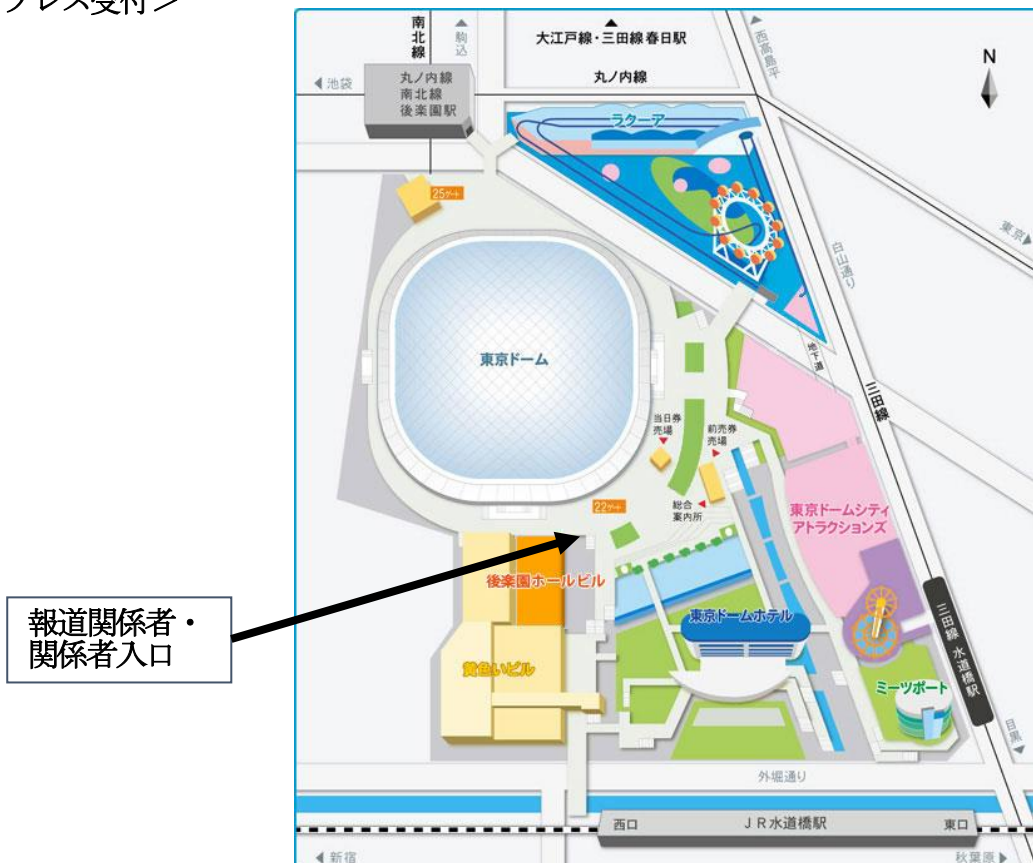 プレス受付>
南北線
駒込
大江戸線・三田線春日駅
西高島平
N
丸ノ内線
池袋
丸ノ内線
南北線
後楽園駅
ラクーア
25ゲート
東京
白山通り
東京ドーム
地下道
三田線
当日券
売場
前売券
売場
22ゲート
総合
案内所
東京ドームシティ
アトラクションズ
後楽園ホールビル
報道関係者・
関係者入口
東京ドームホテル
三田線 水道橋駅
黄色いビル
ミーツポート
目黒
外堀通り
西口
JR水道橋駅
東口
新宿
秋葉原